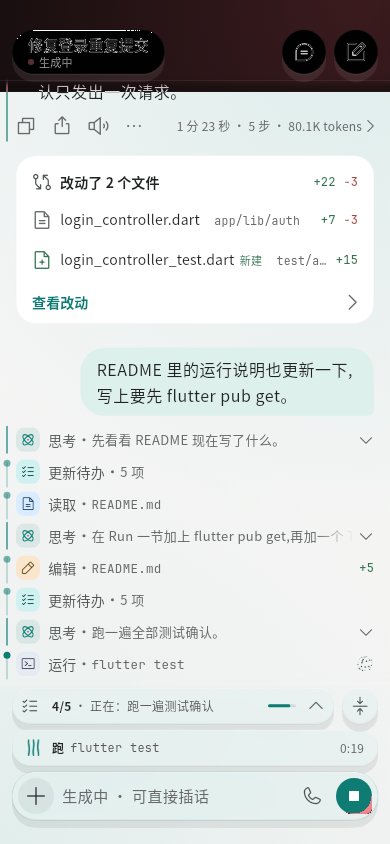 修复登录重复提交
生成中
认只发出一次请求。
1 分 23 秒 · 5 步 · 80.1K tokens
改动了 2 个文件 +22 -3
login_controller.dart app/lib/auth +7 -3
login_controller_test.dart 新建 test/a… +15
查看改动
README 里的运行说明也更新一下,
写上要先 flutter pub get。
思考 · 先看看 README 现在写了什么。
更新待办 · 5 项
读取 · README.md
思考 · 在 Run 一节加上 flutter pub get,再加一个
编辑 · README.md +5
更新待办 · 5 项
思考 · 跑一遍全部测试确认。
运行 · flutter test
4/5 · 正在: 跑一遍测试确认
跑 flutter test 0:19
生成中 · 可直接插话